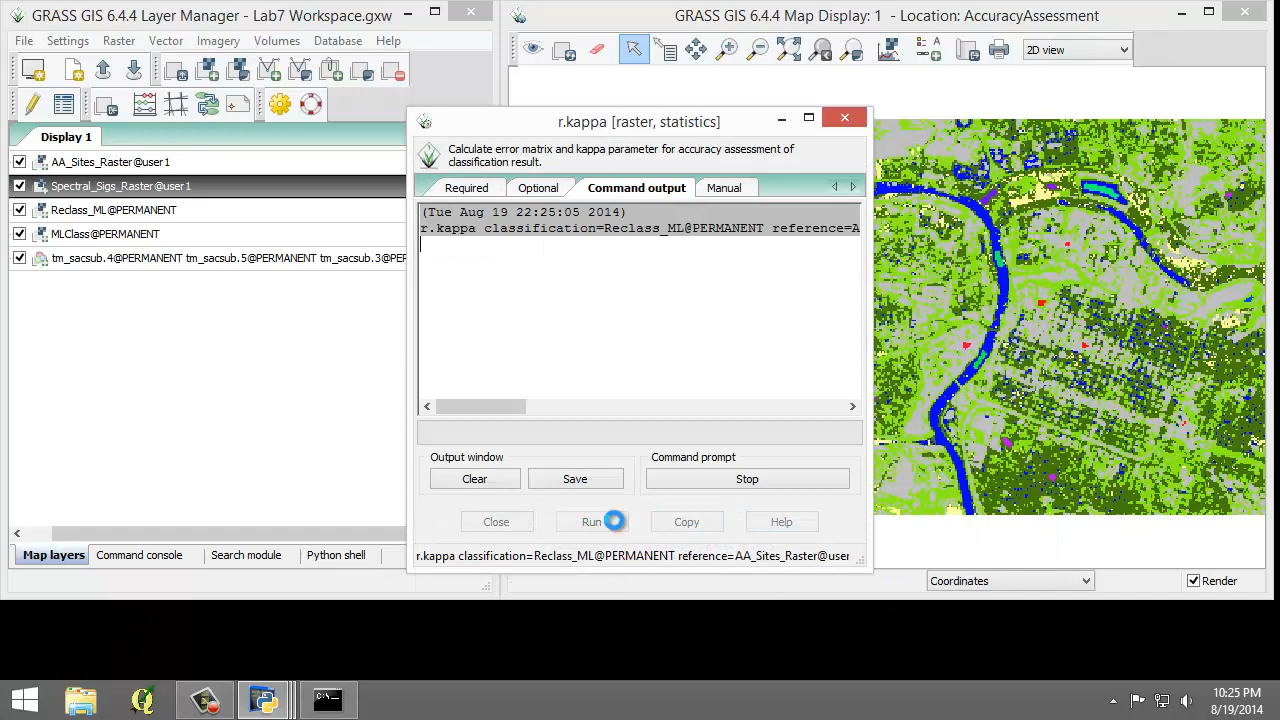 GRASS GIS 6.4.4 Layer Manager - Lab7 Workspace.gxw
File Settings Raster Vector Imagery Volumes Database Help
Display 1
AA_Sites_Raster@user1
Spectral_Sigs_Raster@user1
Reclass_ML@PERMANENT
MLClass@PERMANENT
tm_sacsub.4@PERMANENT tm_sacsub.5@PERMANENT tm_sacsub.3@PER
Map layers Command console Search module Python shell
GRASS GIS 6.4.4 Map Display: 1 - Location: AccuracyAssessment
2D view
r.kappa [raster, statistics]
Calculate error matrix and kappa parameter for accuracy assessment of
classification result.
Required Optional Command output Manual
(Tue Aug 19 22:25:05 2014)
r.kappa classification=Reclass_ML@PERMANENT reference=A
Output window
Clear Save
Command prompt
Stop
Close Run Copy Help
r.kappa classification=Reclass_ML@PERMANENT reference=AA_Sites_Raster@user
Coordinates
Render
10:25 PM
8/19/2014